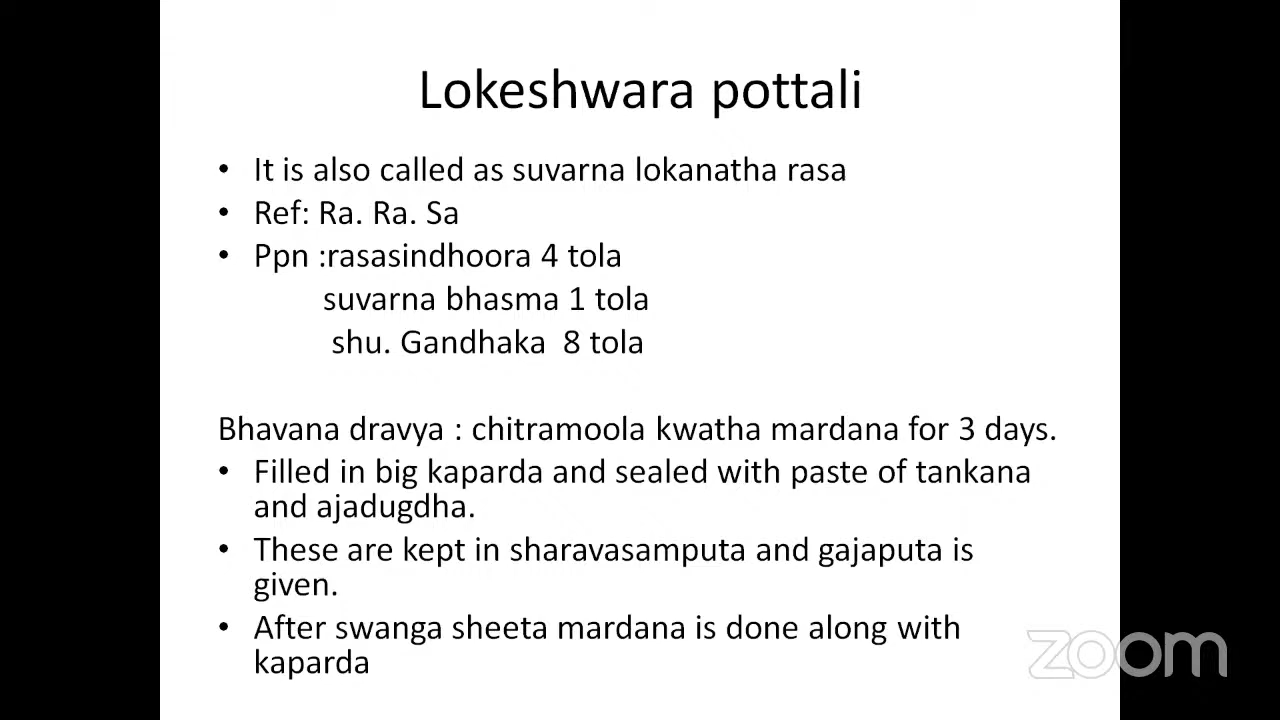 Lokeshwara pottali
• It is also called as suvarna lokanatha rasa
• Ref: Ra. Ra. Sa
• Ppn :rasasindhoora 4 tola
suvarna bhasma 1 tola
shu. Gandhaka  8 tola
Bhavana dravya : chitramoola kwatha mardana for 3 days.
• Filled in big kaparda and sealed with paste of tankana
and ajadugdha.
• These are kept in sharavasamputa and gajaputa is
given.
• After swanga sheeta mardana is done along with
kaparda
zoom